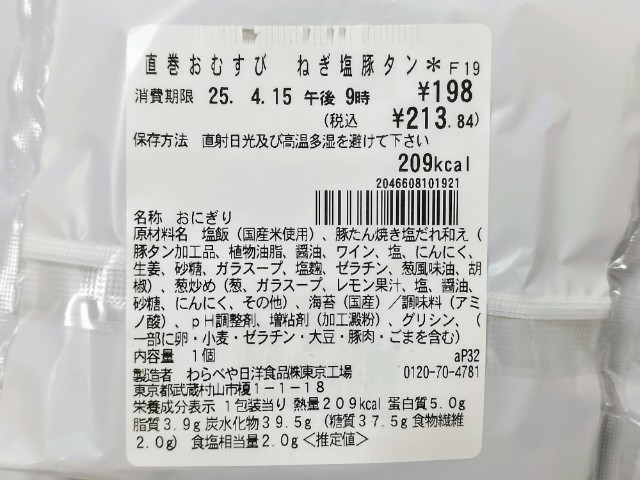 直巻おむすび ねぎ塩豚タン＊ F19
消費期限 25. 4.15 午後 9時 ¥198
(税込 ¥213.84)
保存方法 直射日光及び高温多湿を避けて下さい
209kcal
2046608101921
名称 おにぎり
原材料名 塩飯（国産米使用）、豚たん焼き塩だれ和え（
豚タン加工品、植物油脂、醤油、ワイン、塩、にんにく、
生姜、砂糖、ガラスープ、塩麹、ゼラチン、葱風味油、胡
椒）、葱炒め（葱、ガラスープ、レモン果汁、塩、醤油、
砂糖、にんにく、その他）、海苔（国産）／調味料（アミ
ノ酸）、ｐＨ調整剤、増粘剤（加工澱粉）、グリシン、（
一部に卵・小麦・ゼラチン・大豆・豚肉・ごまを含む）
内容量 1個 aP32
製造者 わらべや日洋食品㈱東京工場 0120-70-4781
東京都武蔵村山市榎1－1－18
栄養成分表示 1包装当り 熱量209kcal 蛋白質5.0g
脂質3.9g 炭水化物39.5g（糖質37.5g 食物繊維
2.0g） 食塩相当量2.0g＜推定値＞